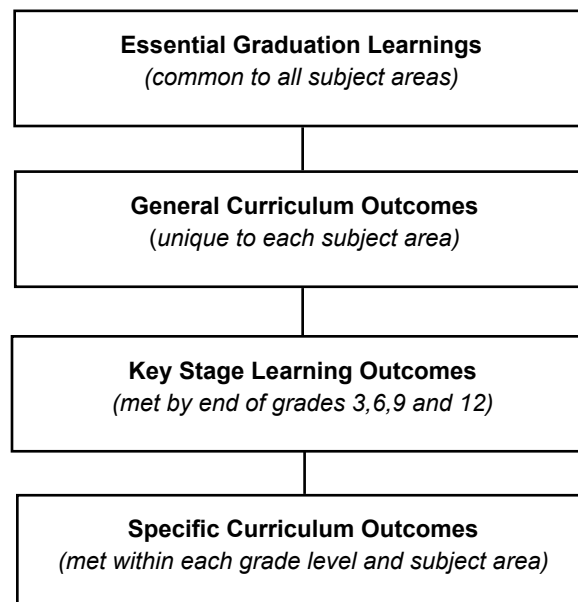 Essential Graduation Learnings
(common to all subject areas)
General Curriculum Outcomes
(unique to each subject area)
Key Stage Learning Outcomes
(met by end of grades 3,6,9 and 12)
Specific Curriculum Outcomes
(met within each grade level and subject area)